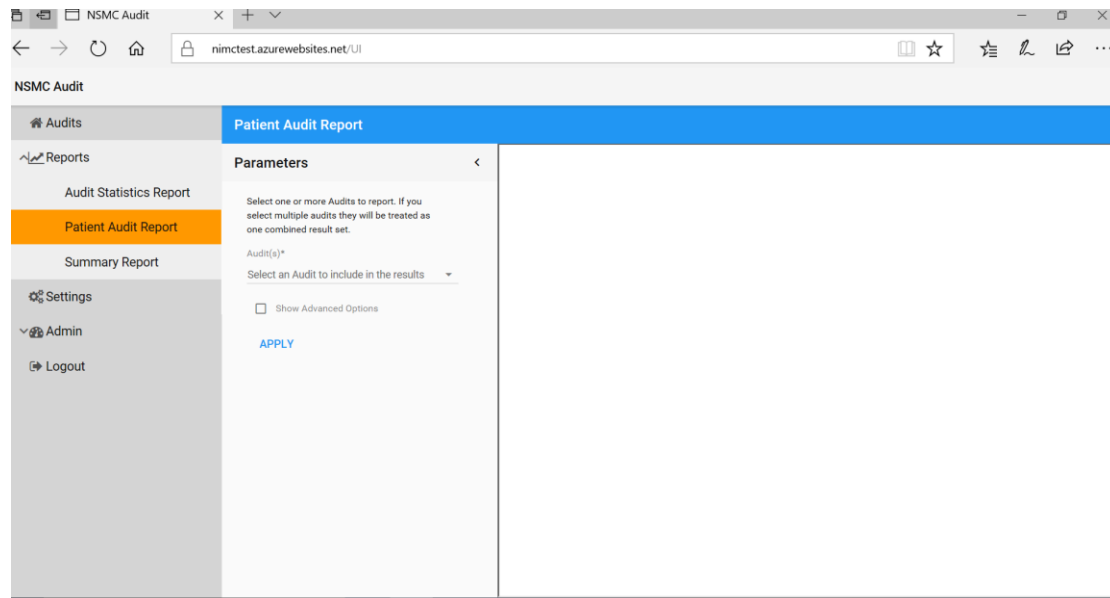 NSMC Audit
nimctest.azurewebsites.net/UI
NSMC Audit
Audits
Reports
Audit Statistics Report
Patient Audit Report
Summary Report
Settings
Admin
Logout
Patient Audit Report
Parameters
Select one or more Audits to report. If you
select multiple audits they will be treated as
one combined result set.
Audit(s)*
Select an Audit to include in the results
Show Advanced Options
APPLY